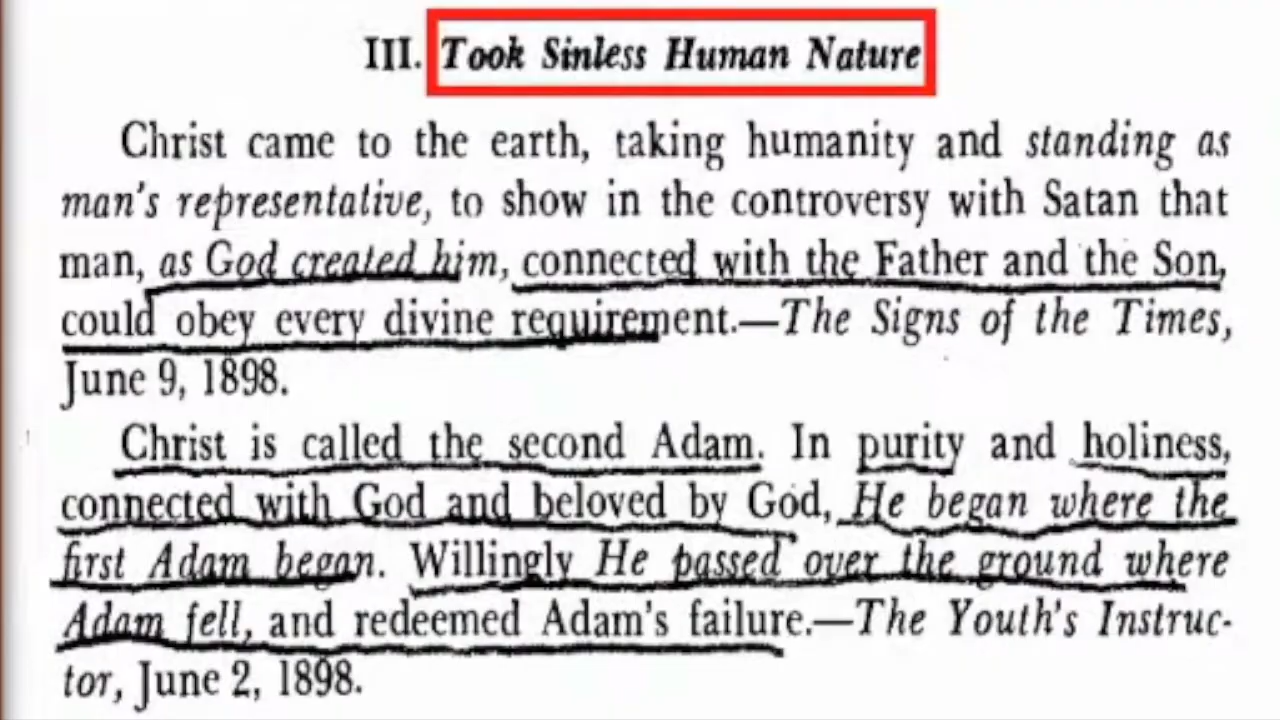 III. Took Sinless Human Nature
Christ came to the earth, taking humanity and standing as
man's representative, to show in the controversy with Satan that
man, as God created him, connected with the Father and the Son,
could obey every divine requirement.—The Signs of the Times,
June 9, 1898.
Christ is called the second Adam. In purity and holiness,
connected with God and beloved by God, He began where the
first Adam began. Willingly He passed over the ground where
Adam fell, and redeemed Adam's failure.—The Youth's Instruc-
tor, June 2, 1898.